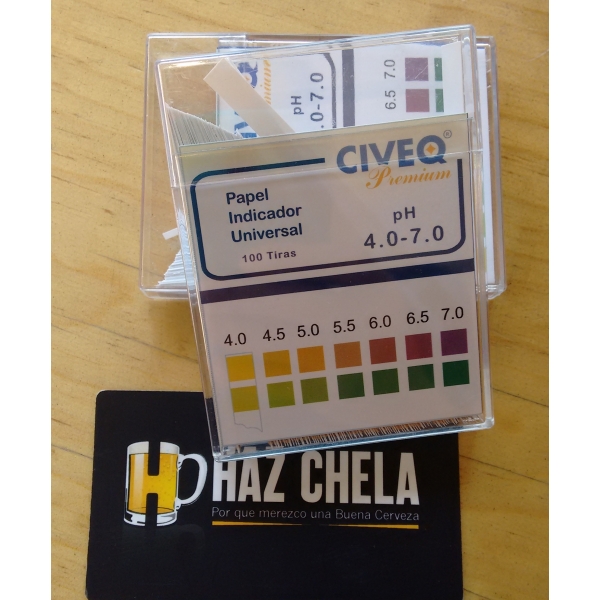 Premium
pH
.0-7.0
6.5 7.0
CIVEQ®
Premium
Papel
Indicador
Universal
100 Tiras
pH
4.0-7.0
4.0 4.5 5.0 5.5 6.0 6.5 7.0
H
HAZ CHELA
Por que merezco una Buena Cerveza